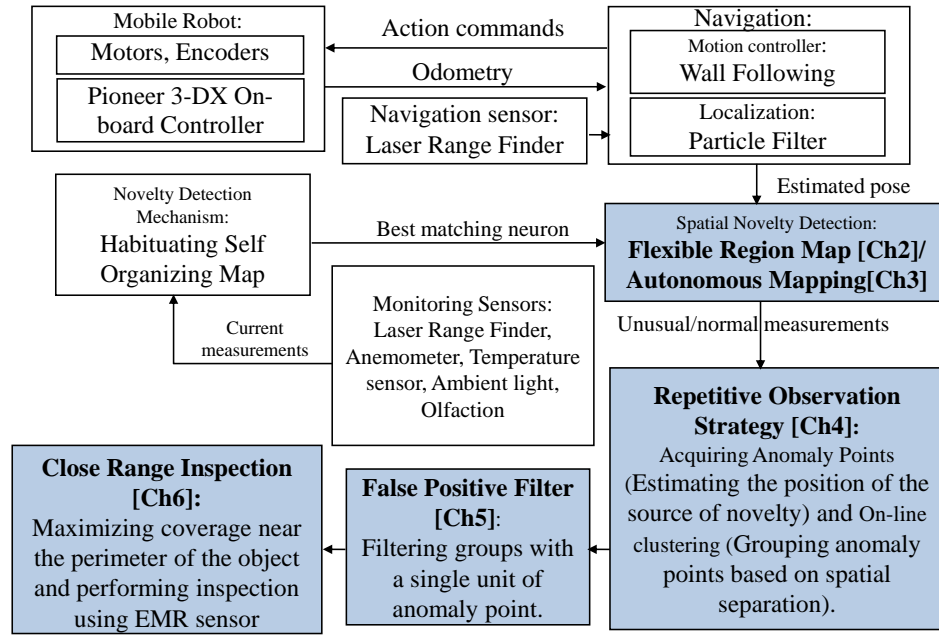 Mobile Robot:
Motors, Encoders
Pioneer 3-DX On-
board Controller
Action commands
Odometry
Navigation sensor:
Laser Range Finder
Navigation:
Motion controller:
Wall Following
Localization:
Particle Filter
Estimated pose
Novelty Detection
Mechanism:
Habituating Self
Organizing Map
Best matching neuron
Spatial Novelty Detection:
Flexible Region Map [Ch2]/
Autonomous Mapping[Ch3]
Current
measurements
Monitoring Sensors:
Laser Range Finder,
Anemometer, Temperature
sensor, Ambient light,
Olfaction
Unusual/normal measurements
Repetitive Observation
Strategy [Ch4]:
Acquiring Anomaly Points
(Estimating the position of the
source of novelty) and On-line
clustering (Grouping anomaly
points based on spatial
separation).
False Positive Filter
[Ch5]:
Filtering groups with
a single unit of
anomaly point.
Close Range Inspection
[Ch6]:
Maximizing coverage near
the perimeter of the object
and performing inspection
using EMR sensor